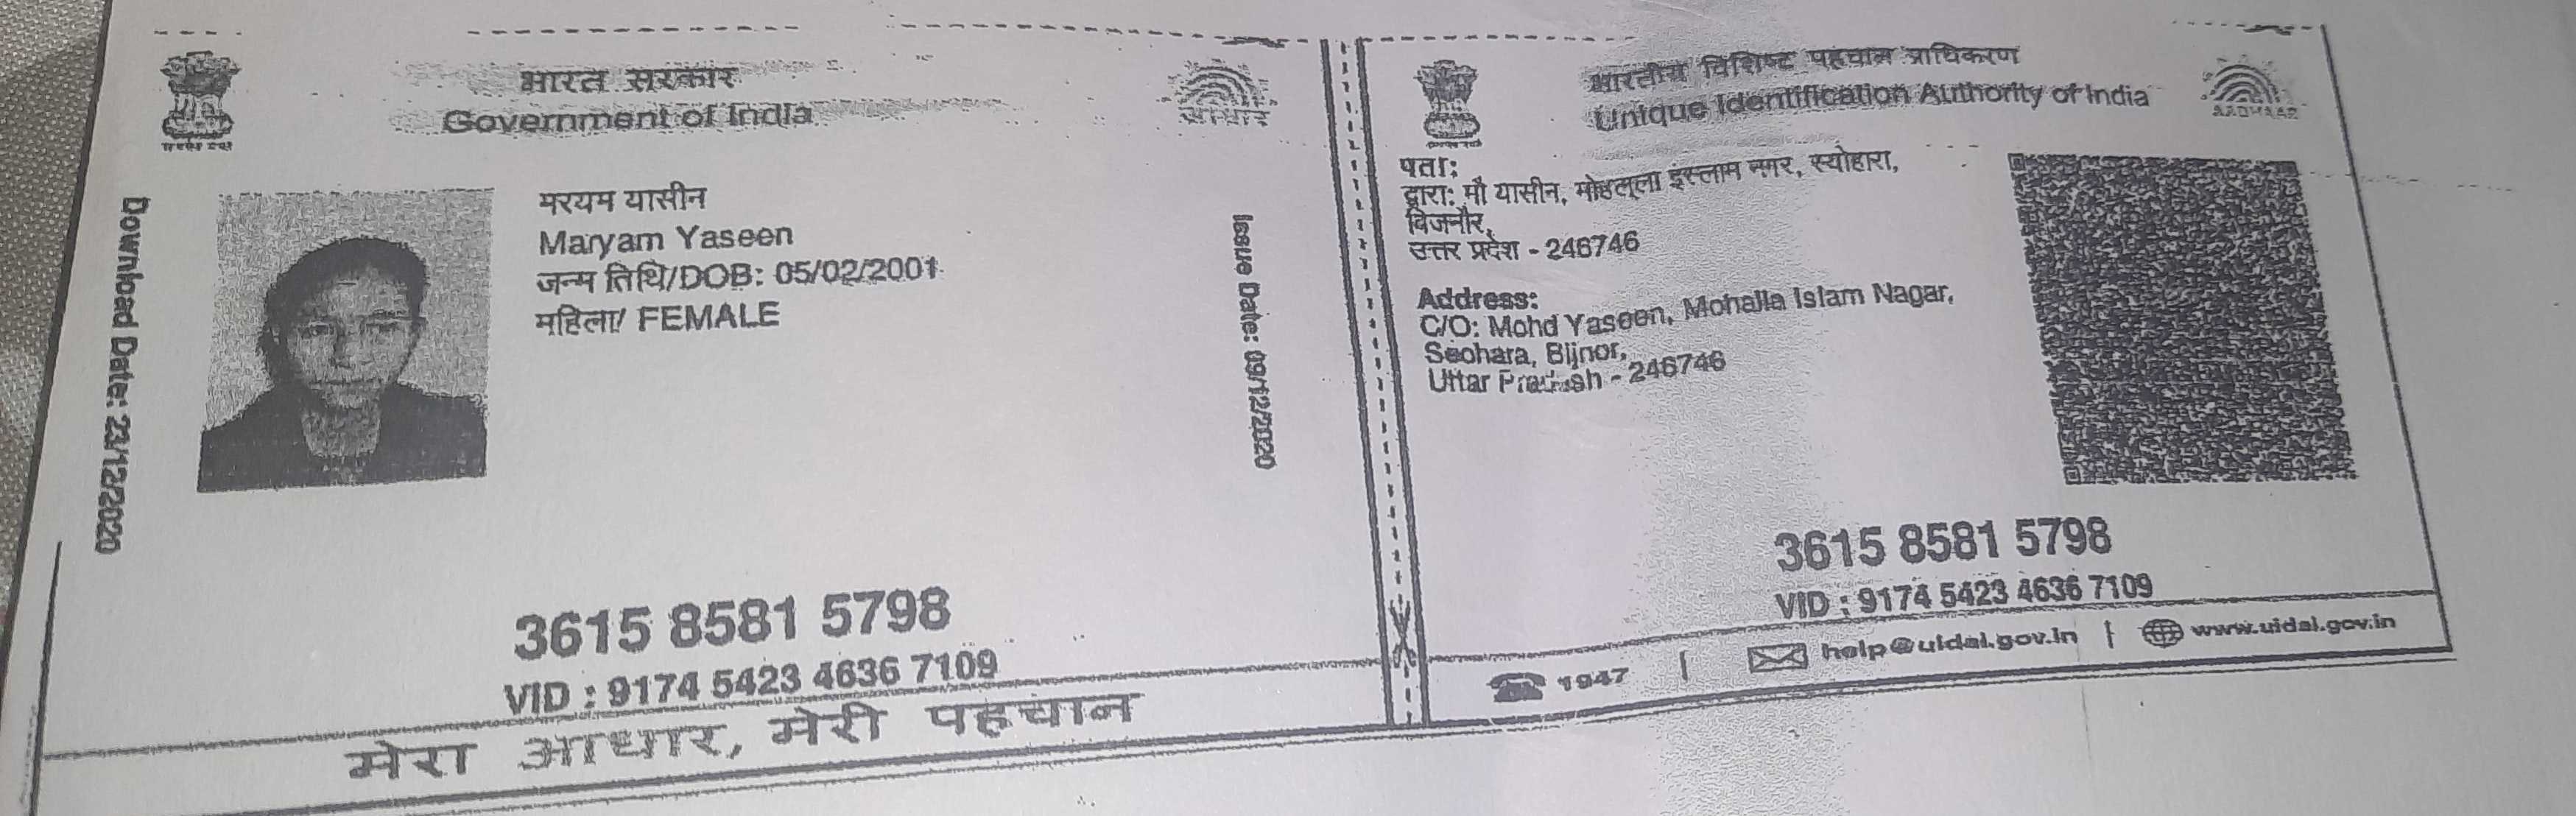 भारत सरकार
Government of India
Download Date: 23/12/2020
मरयम यासीन
Maryam Yaseen
जन्म तिथि/DOB: 05/02/2001
महिला/ FEMALE
Issue Date: 09/12/2020
3615 8581 5798
VID : 9174 5423 4636 7109
मेरा आधार, मेरी पहचान
भारतीय विशिष्ट पहचान प्राधिकरण
Unique Identification Authority of India
AADHAAR
पता:
द्वारा: मौ यासीन, मोहल्ला इस्लाम नगर, स्योहारा,
बिजनौर,
उत्तर प्रदेश - 246746
Address:
C/O: Mohd Yaseen, Mohalla Islam Nagar,
Seohara, Bijnor,
Uttar Pradesh - 246746
3615 8581 5798
VID : 9174 5423 4636 7109
1947 | help@uidai.gov.in | www.uidai.gov.in